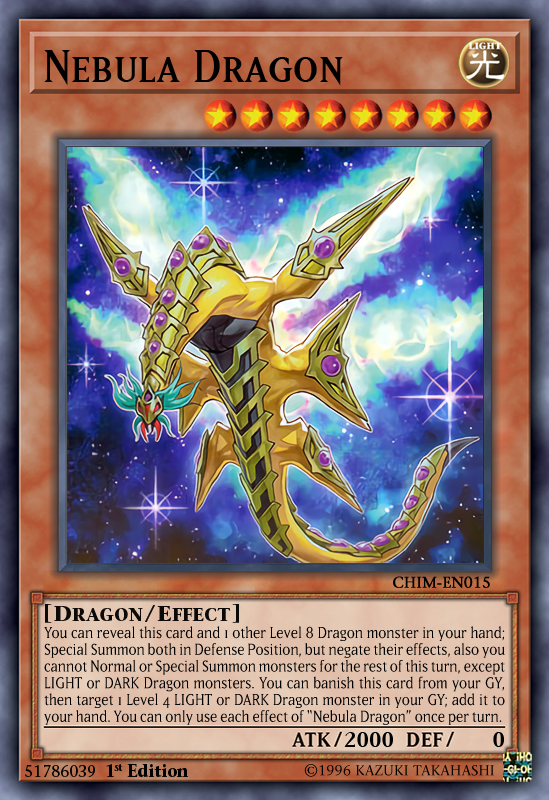 NEBULA DRAGON
LIGHT
光
CHIM-EN015
[DRAGON/EFFECT]
You can reveal this card and 1 other Level 8 Dragon monster in your hand;
Special Summon both in Defense Position, but negate their effects, also you
cannot Normal or Special Summon monsters for the rest of this turn, except
LIGHT or DARK Dragon monsters. You can banish this card from your GY,
then target 1 Level 4 LIGHT or DARK Dragon monster in your GY; add it to
your hand. You can only use each effect of "Nebula Dragon" once per turn.
ATK/2000 DEF/ 0
51786039 1st Edition ©1996 KAZUKI TAKAHASHI